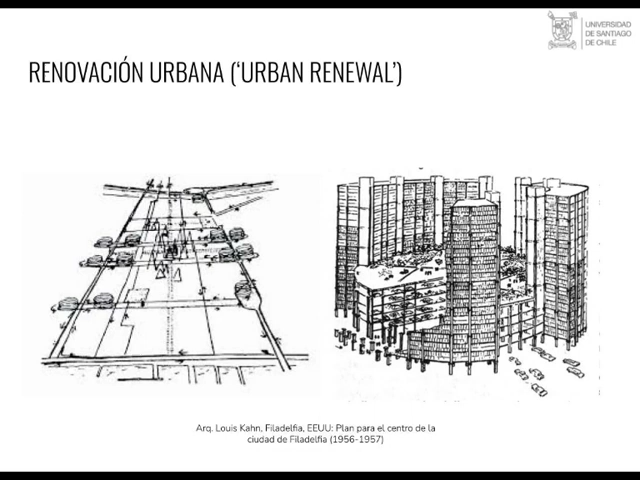 UNIVERSIDAD
DE SANTIAGO
DE CHILE
RENOVACIÓN URBANA (‘URBAN RENEWAL’)
Arq. Louis Kahn, Filadelfia, EEUU: Plan para el centro de la
ciudad de Filadelfia (1956-1957)